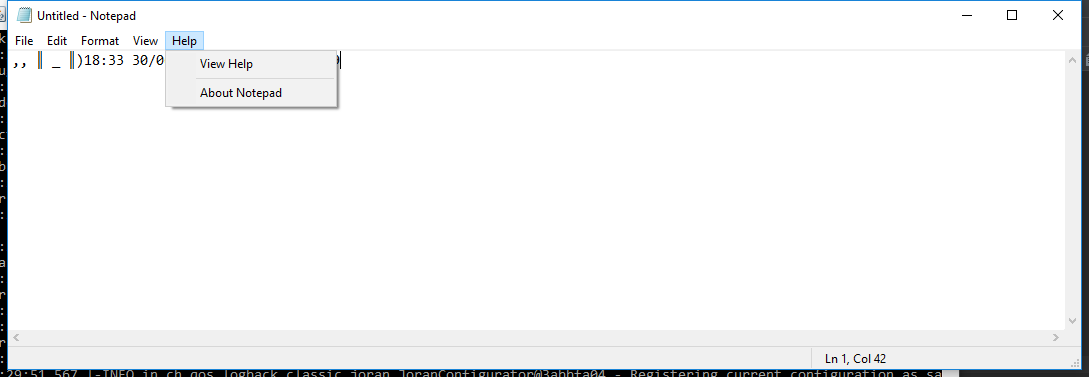 Untitled - Notepad
File Edit Format View Help
,, ‖ _ ‖)18:33 30/0
View Help
About Notepad
Ln 1, Col 42
:29:51,567 |-INFO in ch.qos.logback.classic.joran.JoranConfigurator@3abbfa04 - Registering current configuration as sa